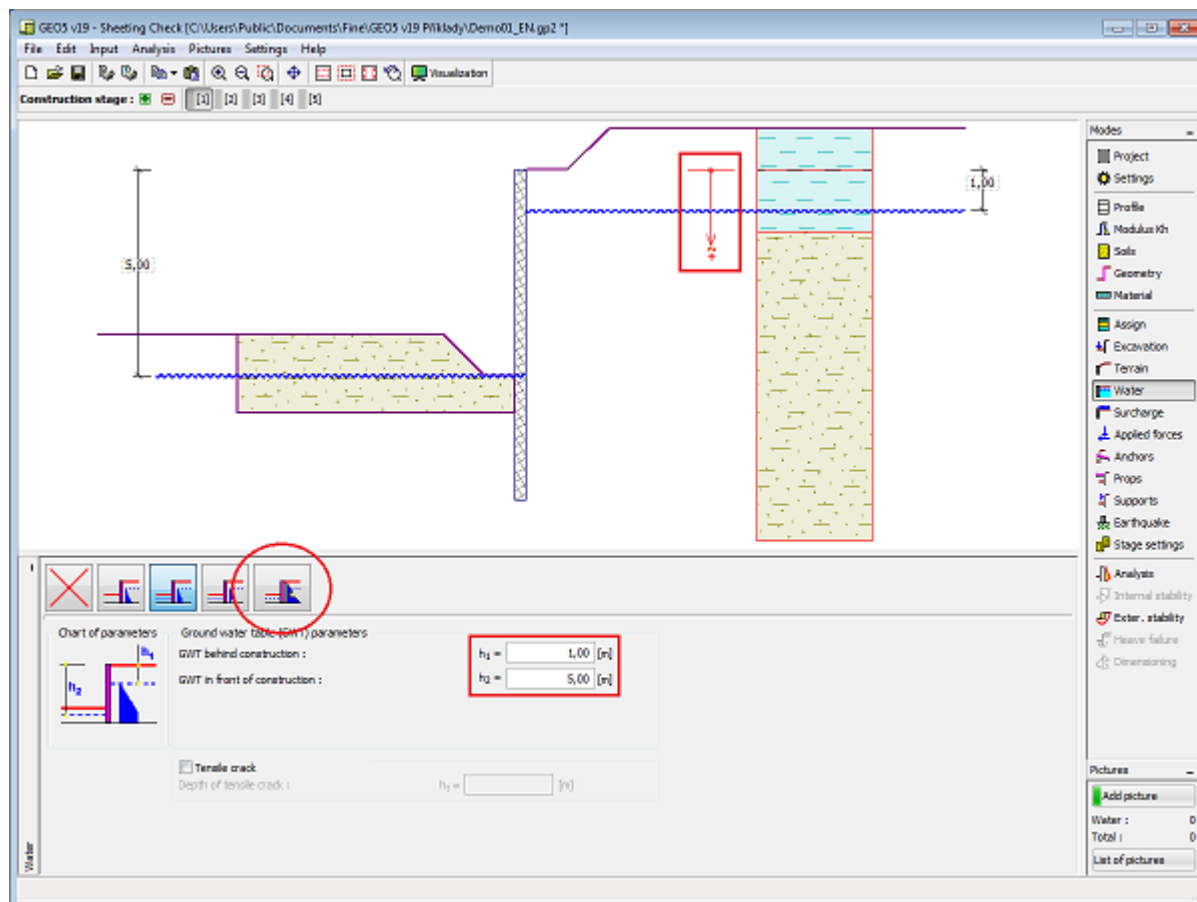 GEO5 v19 - Sheeting Check [C:\Users\Public\Documents\Fine\GEO5 v19 Příklady\Demo01_EN.gp2 *]
File Edit Input Analysis Pictures Settings Help
Visualization
Construction stage : [1] [2] [3] [4] [5]
5,00
1,00
+z
Modes
Project
Settings
Profile
Modulus Kh
Soils
Geometry
Material
Assign
Excavation
Terrain
Water
Surcharge
Applied forces
Anchors
Props
Supports
Earthquake
Stage settings
Analysis
Internal stability
Exter. stability
Heave failure
Dimensioning
Chart of parameters
h1
h2
Ground water table (GWT) parameters
GWT behind construction : h1 = 1,00 [m]
GWT in front of construction : h2 = 5,00 [m]
Tensile crack
Depth of tensile crack : ht = [m]
Water
Pictures
Add picture
Water : 0
Total : 0
List of pictures